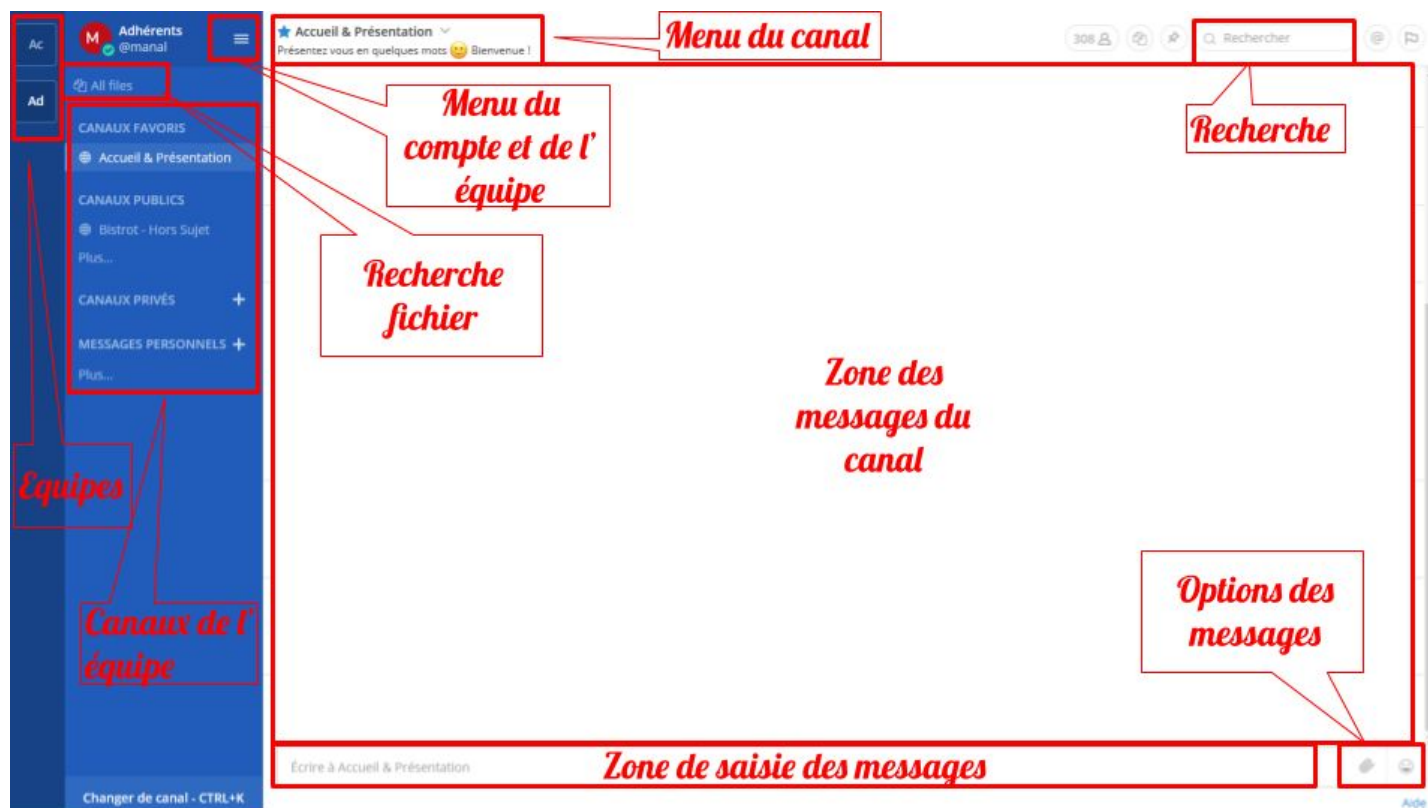 Ac
Ad
M
Adhérents
@manal
All files
CANAUX FAVORIS
Accueil & Présentation
CANAUX PUBLICS
Bistrot - Hors Sujet
Plus...
CANAUX PRIVÉS +
MESSAGES PERSONNELS +
Plus...
Equipes
Canaux de l'
équipe
Changer de canal - CTRL+K
Accueil & Présentation
Présentez vous en quelques mots Bienvenue !
Menu du canal
308
Rechercher
@
Menu du
compte et de l'
équipe
Recherche
Recherche
fichier
Zone des
messages du
canal
Options des
messages
Écrire à Accueil & Présentation
Zone de saisie des messages
Aide